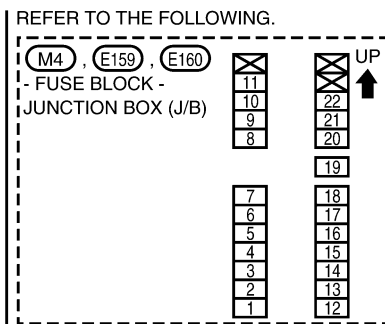 REFER TO THE FOLLOWING.
M4 , E159 , E160
- FUSE BLOCK -
JUNCTION BOX (J/B)
UP
11
10 22
9 21
8 20
19
7 18
6 17
5 16
4 15
3 14
2 13
1 12